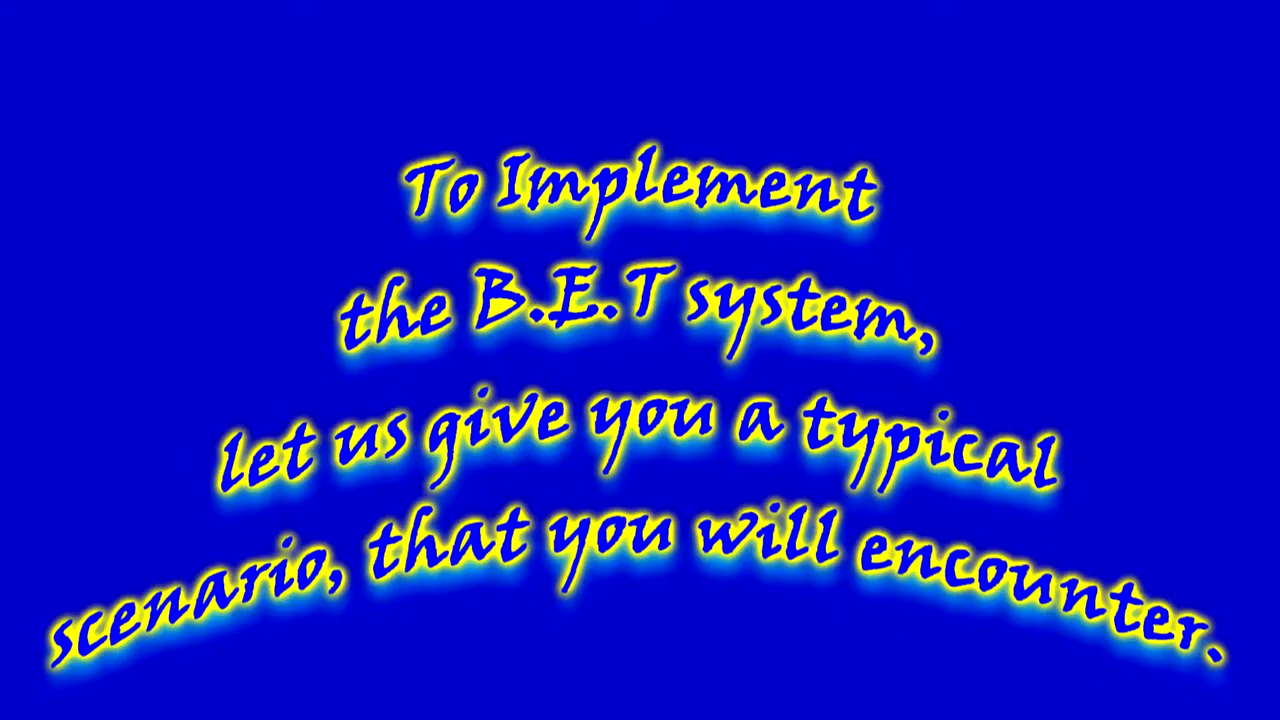 To Implement
the B.E.T system,
let us give you a typical
scenario, that you will encounter.